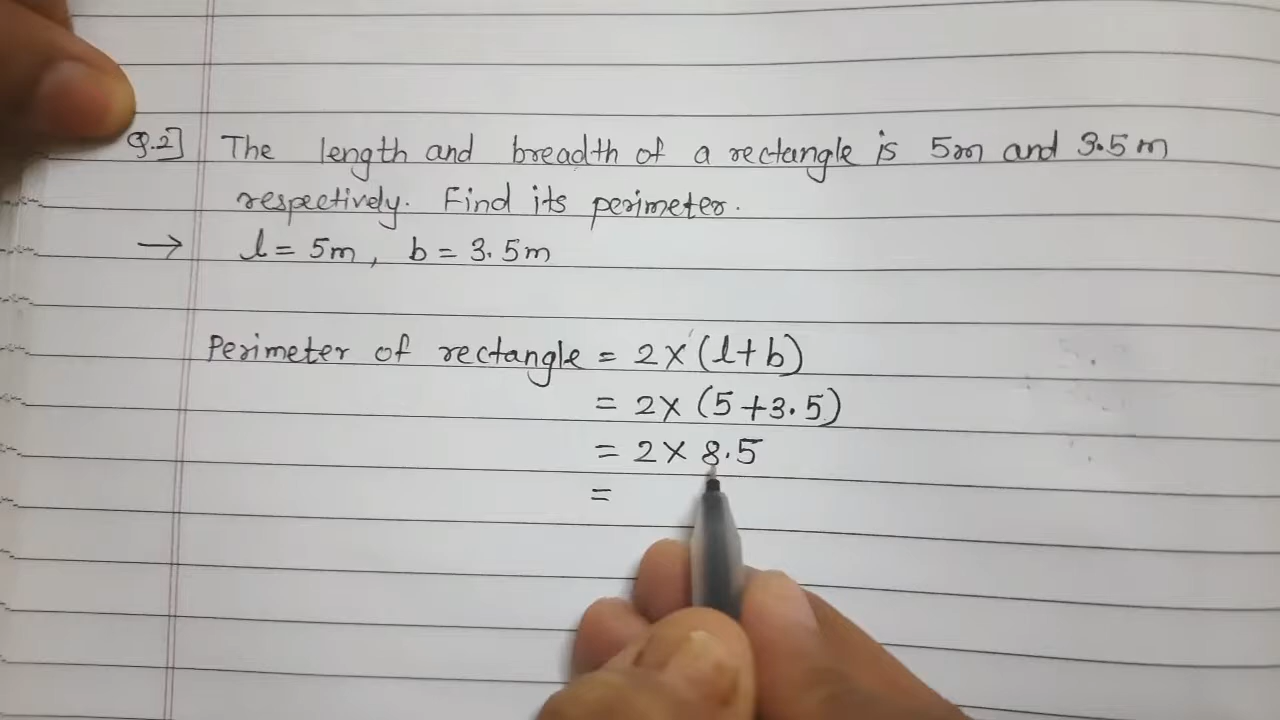 Q.2] The length and breadth of a rectangle is 5m and 3.5m
respectively. Find its perimeter.
→ l = 5m, b = 3.5m
Perimeter of rectangle = 2×(l+b)
= 2×(5+3.5)
= 2×8.5
=